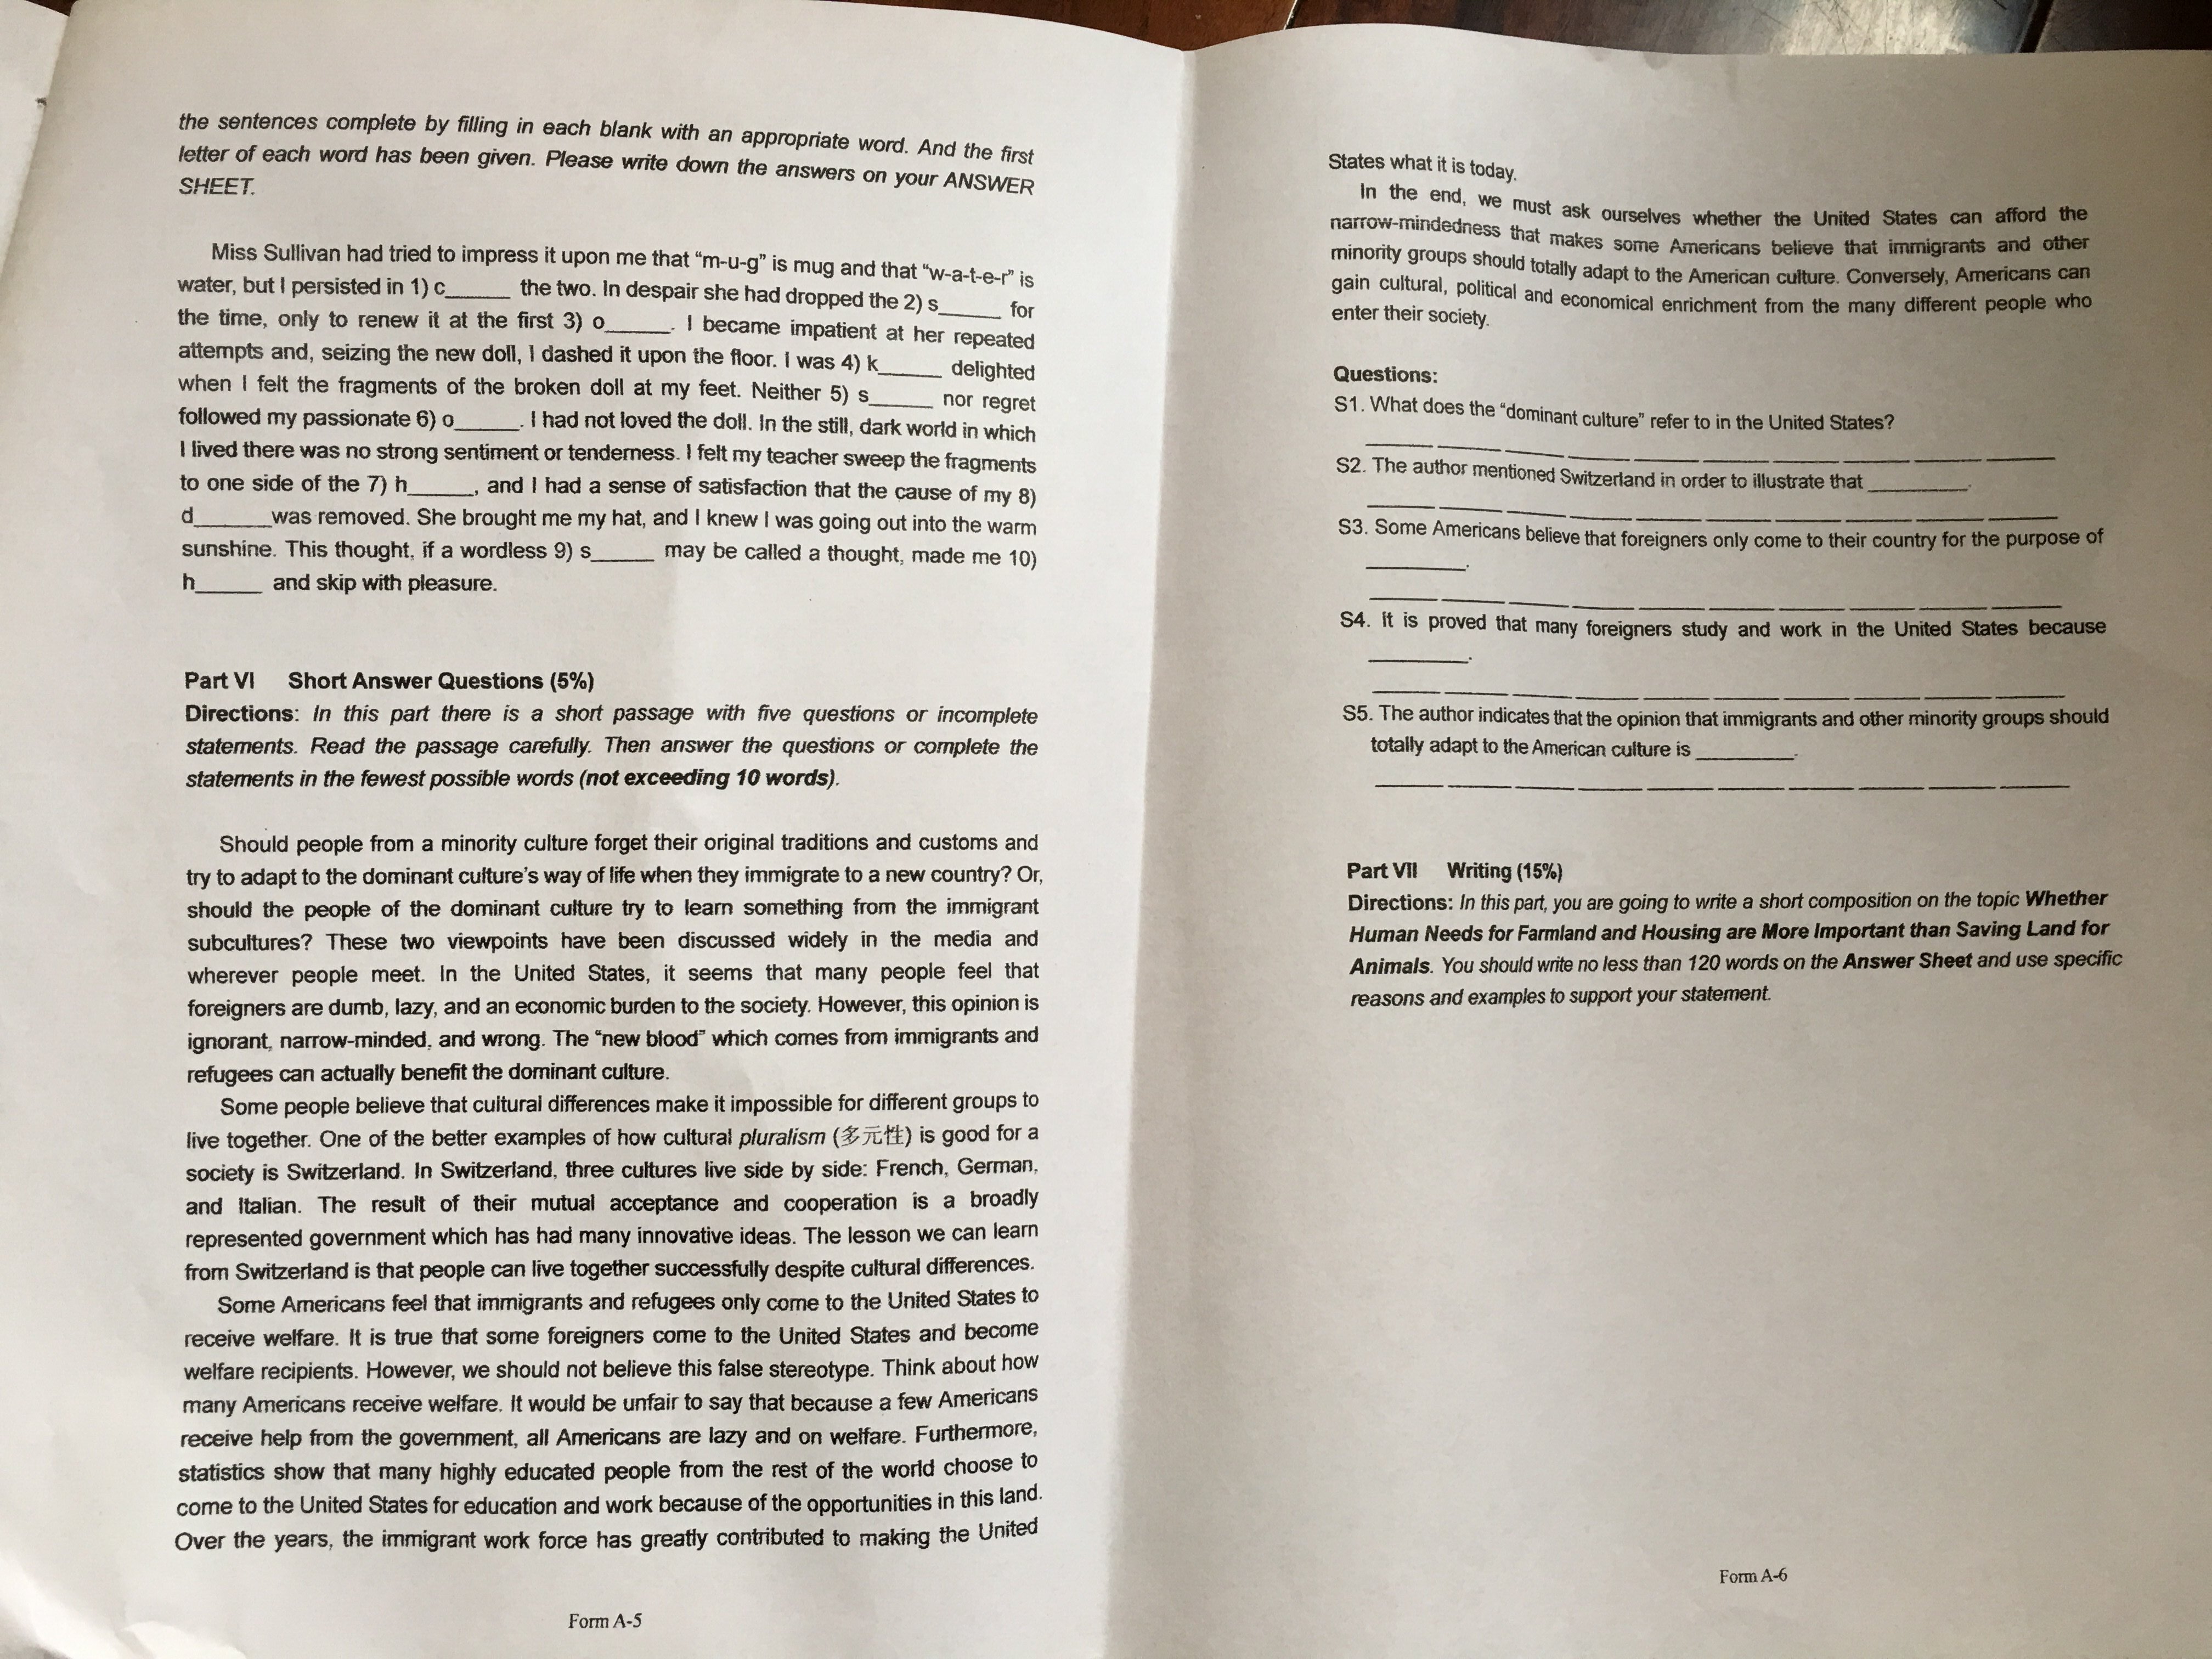 the sentences complete by filling in each blank with an appropriate word. And the first
letter of each word has been given. Please write down the answers on your ANSWER
SHEET.
Miss Sullivan had tried to impress it upon me that “m-u-g” is mug and that “w-a-t-e-r” is
water, but I persisted in 1) c______ the two. In despair she had dropped the 2) s______ for
the time, only to renew it at the first 3) o______. I became impatient at her repeated
attempts and, seizing the new doll, I dashed it upon the floor. I was 4) k______ delighted
when I felt the fragments of the broken doll at my feet. Neither 5) s______ nor regret
followed my passionate 6) o______. I had not loved the doll. In the still, dark world in which
I lived there was no strong sentiment or tenderness. I felt my teacher sweep the fragments
to one side of the 7) h______, and I had a sense of satisfaction that the cause of my 8)
d______was removed. She brought me my hat, and I knew I was going out into the warm
sunshine. This thought, if a wordless 9) s______ may be called a thought, made me 10)
h______ and skip with pleasure.
Part VI Short Answer Questions (5%)
Directions: In this part there is a short passage with five questions or incomplete
statements. Read the passage carefully. Then answer the questions or complete the
statements in the fewest possible words (not exceeding 10 words).
Should people from a minority culture forget their original traditions and customs and
try to adapt to the dominant culture's way of life when they immigrate to a new country? Or,
should the people of the dominant culture try to learn something from the immigrant
subcultures? These two viewpoints have been discussed widely in the media and
wherever people meet. In the United States, it seems that many people feel that
foreigners are dumb, lazy, and an economic burden to the society. However, this opinion is
ignorant, narrow-minded, and wrong. The “new blood” which comes from immigrants and
refugees can actually benefit the dominant culture.
Some people believe that cultural differences make it impossible for different groups to
live together. One of the better examples of how cultural pluralism (多元性) is good for a
society is Switzerland. In Switzerland, three cultures live side by side: French, German,
and Italian. The result of their mutual acceptance and cooperation is a broadly
represented government which has had many innovative ideas. The lesson we can learn
from Switzerland is that people can live together successfully despite cultural differences.
Some Americans feel that immigrants and refugees only come to the United States to
receive welfare. It is true that some foreigners come to the United States and become
welfare recipients. However, we should not believe this false stereotype. Think about how
many Americans receive welfare. It would be unfair to say that because a few Americans
receive help from the government, all Americans are lazy and on welfare. Furthermore,
statistics show that many highly educated people from the rest of the world choose to
come to the United States for education and work because of the opportunities in this land.
Over the years, the immigrant work force has greatly contributed to making the United
Form A-5
States what it is today.
In the end, we must ask ourselves whether the United States can afford the
narrow-mindedness that makes some Americans believe that immigrants and other
minority groups should totally adapt to the American culture. Conversely, Americans can
gain cultural, political and economical enrichment from the many different people who
enter their society.
Questions:
S1. What does the “dominant culture” refer to in the United States?
S2. The author mentioned Switzerland in order to illustrate that ________.
S3. Some Americans believe that foreigners only come to their country for the purpose of
________.
S4. It is proved that many foreigners study and work in the United States because
________.
S5. The author indicates that the opinion that immigrants and other minority groups should
totally adapt to the American culture is ________.
Part VII Writing (15%)
Directions: In this part, you are going to write a short composition on the topic Whether
Human Needs for Farmland and Housing are More Important than Saving Land for
Animals. You should write no less than 120 words on the Answer Sheet and use specific
reasons and examples to support your statement.
Form A-6